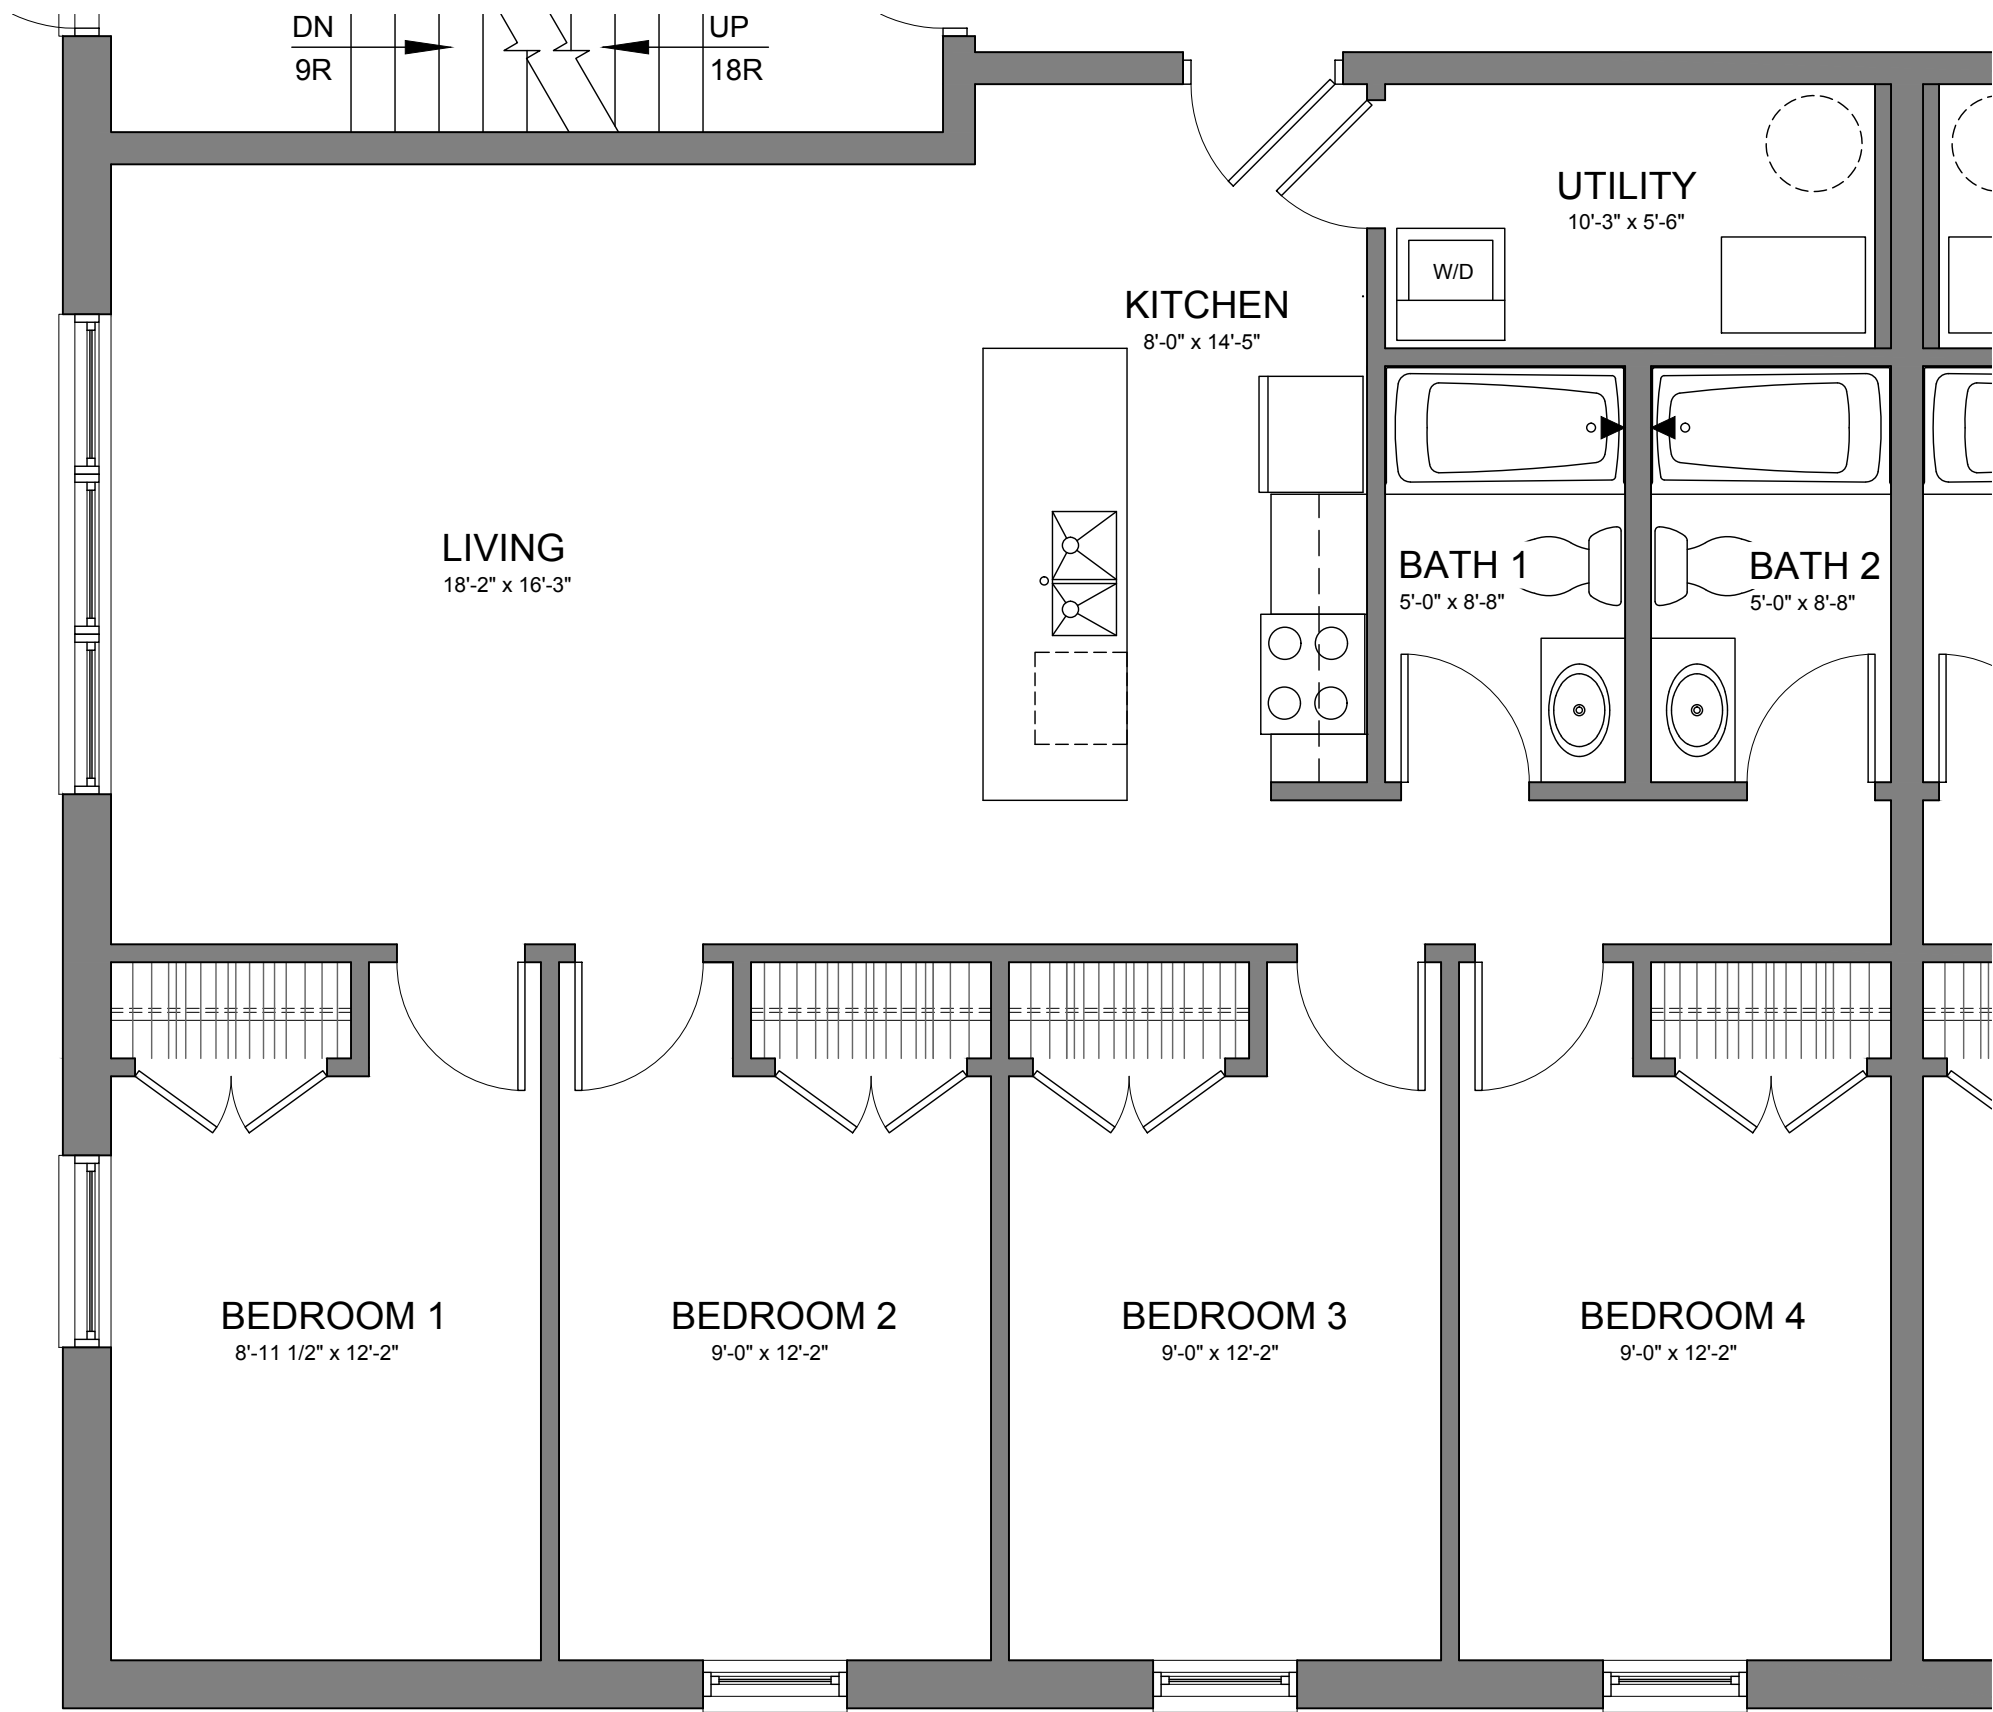 DN
9R
UP
18R
UTILITY
10'-3" x 5'-6"
W/D
KITCHEN
8'-0" x 14'-5"
LIVING
18'-2" x 16'-3"
BATH 1
5'-0" x 8'-8"
BATH 2
5'-0" x 8'-8"
BEDROOM 1
8'-11 1/2" x 12'-2"
BEDROOM 2
9'-0" x 12'-2"
BEDROOM 3
9'-0" x 12'-2"
BEDROOM 4
9'-0" x 12'-2"